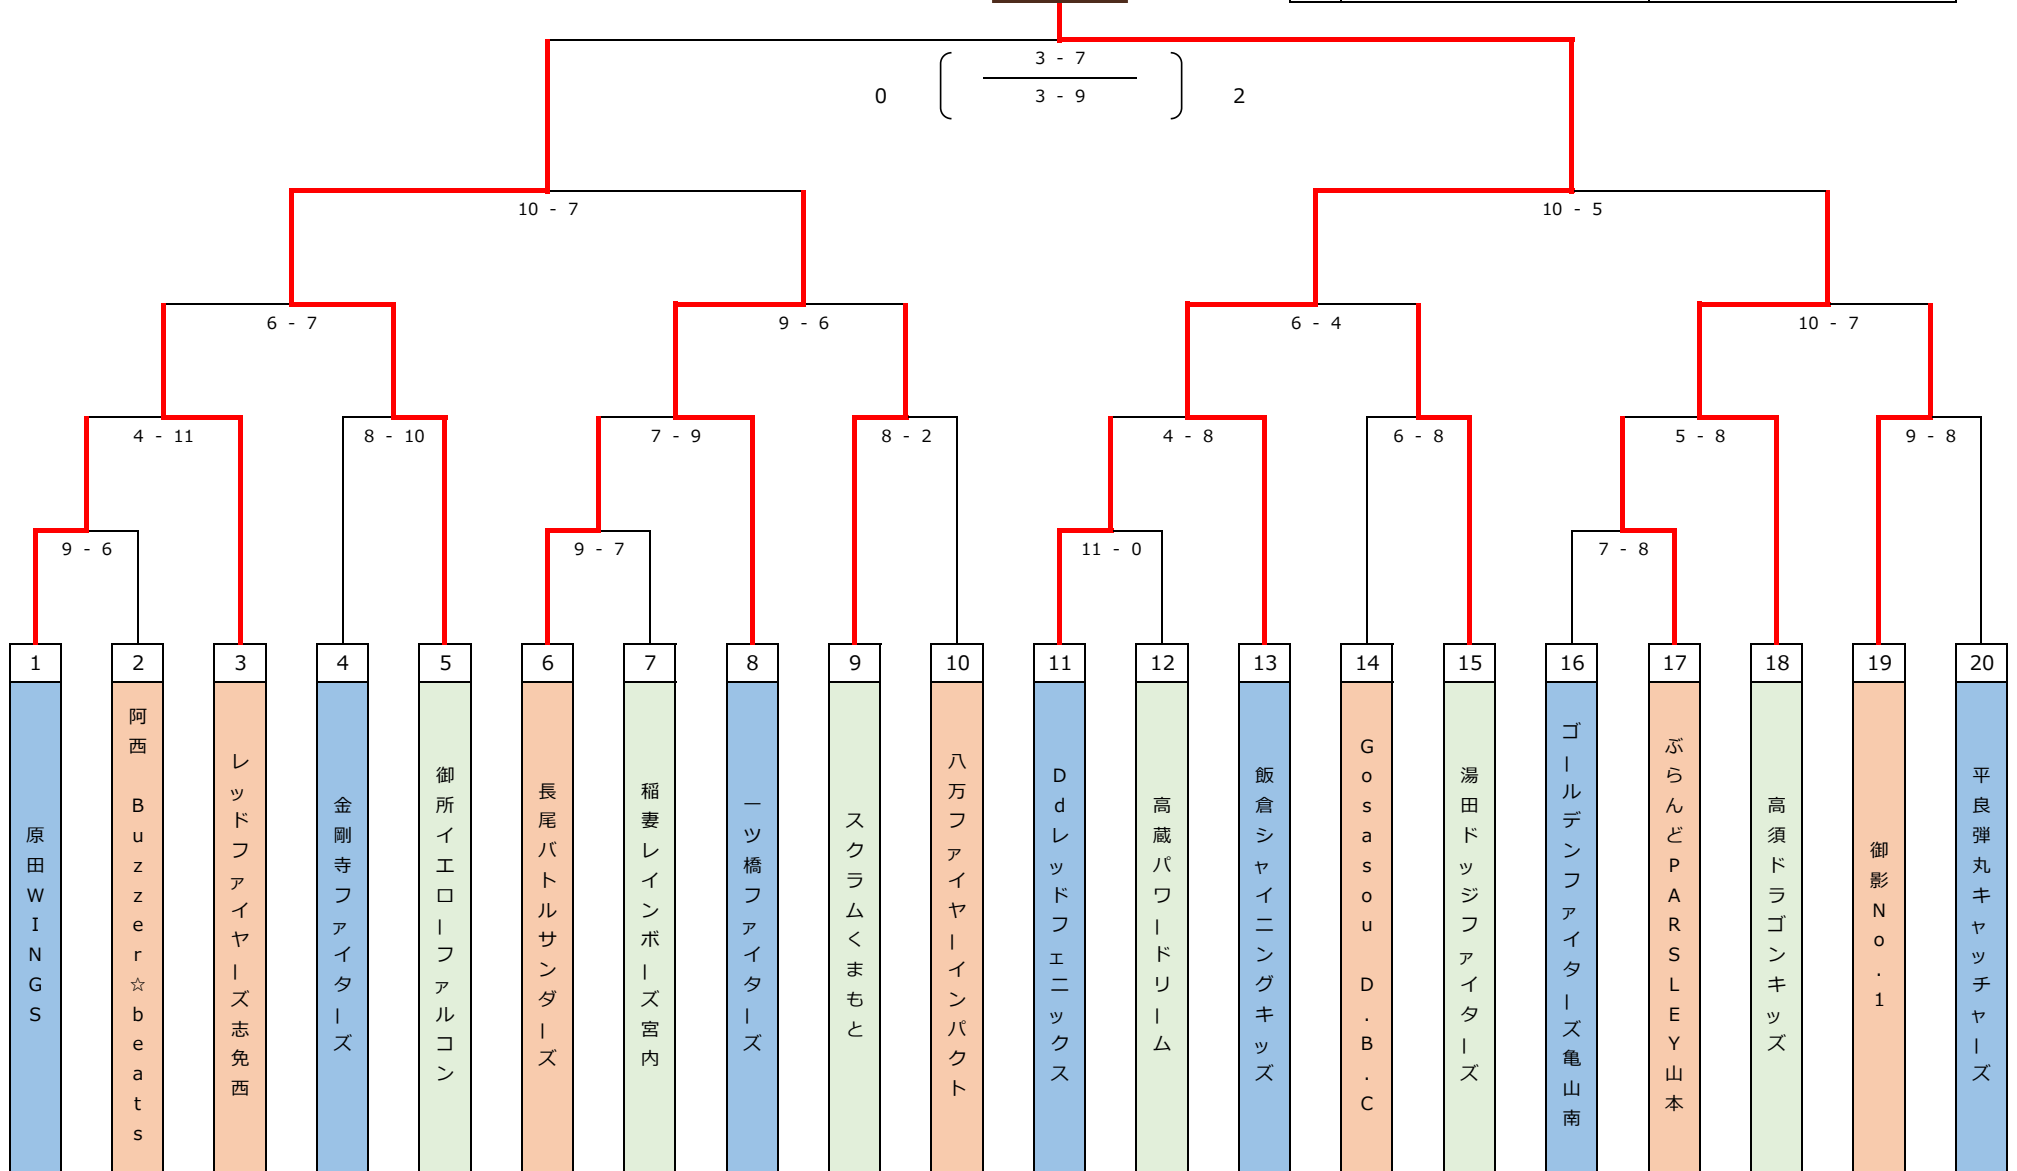 3 - 7
0 3 - 9 2
10 - 7 10 - 5
6 - 7 9 - 6 6 - 4 10 - 7
4 - 11 8 - 10 7 - 9 8 - 2 4 - 8 6 - 8 5 - 8 9 - 8
9 - 6 9 - 7 11 - 0 7 - 8
1 2 3 4 5 6 7 8 9 10 11 12 13 14 15 16 17 18 19 20
原田WINGS
阿西 Buzzer☆beats
レッドファイヤーズ志免西
金剛寺ファイターズ
御所イエローファルコン
長尾バトルサンダーズ
稲妻レインボーズ宮内
一ツ橋ファイターズ
スクラムくまもと
八万ファイヤーインパクト
Ddレッドフェニックス
高蔵パワードリーム
飯倉シャイニングキッズ
Gosasou D.B.C
湯田ドッジファイターズ
ゴールデンファイターズ亀山南
ぶらんどPARSLEY山本
高須ドラゴンキッズ
御影No.1
平良弾丸キャッチャーズ